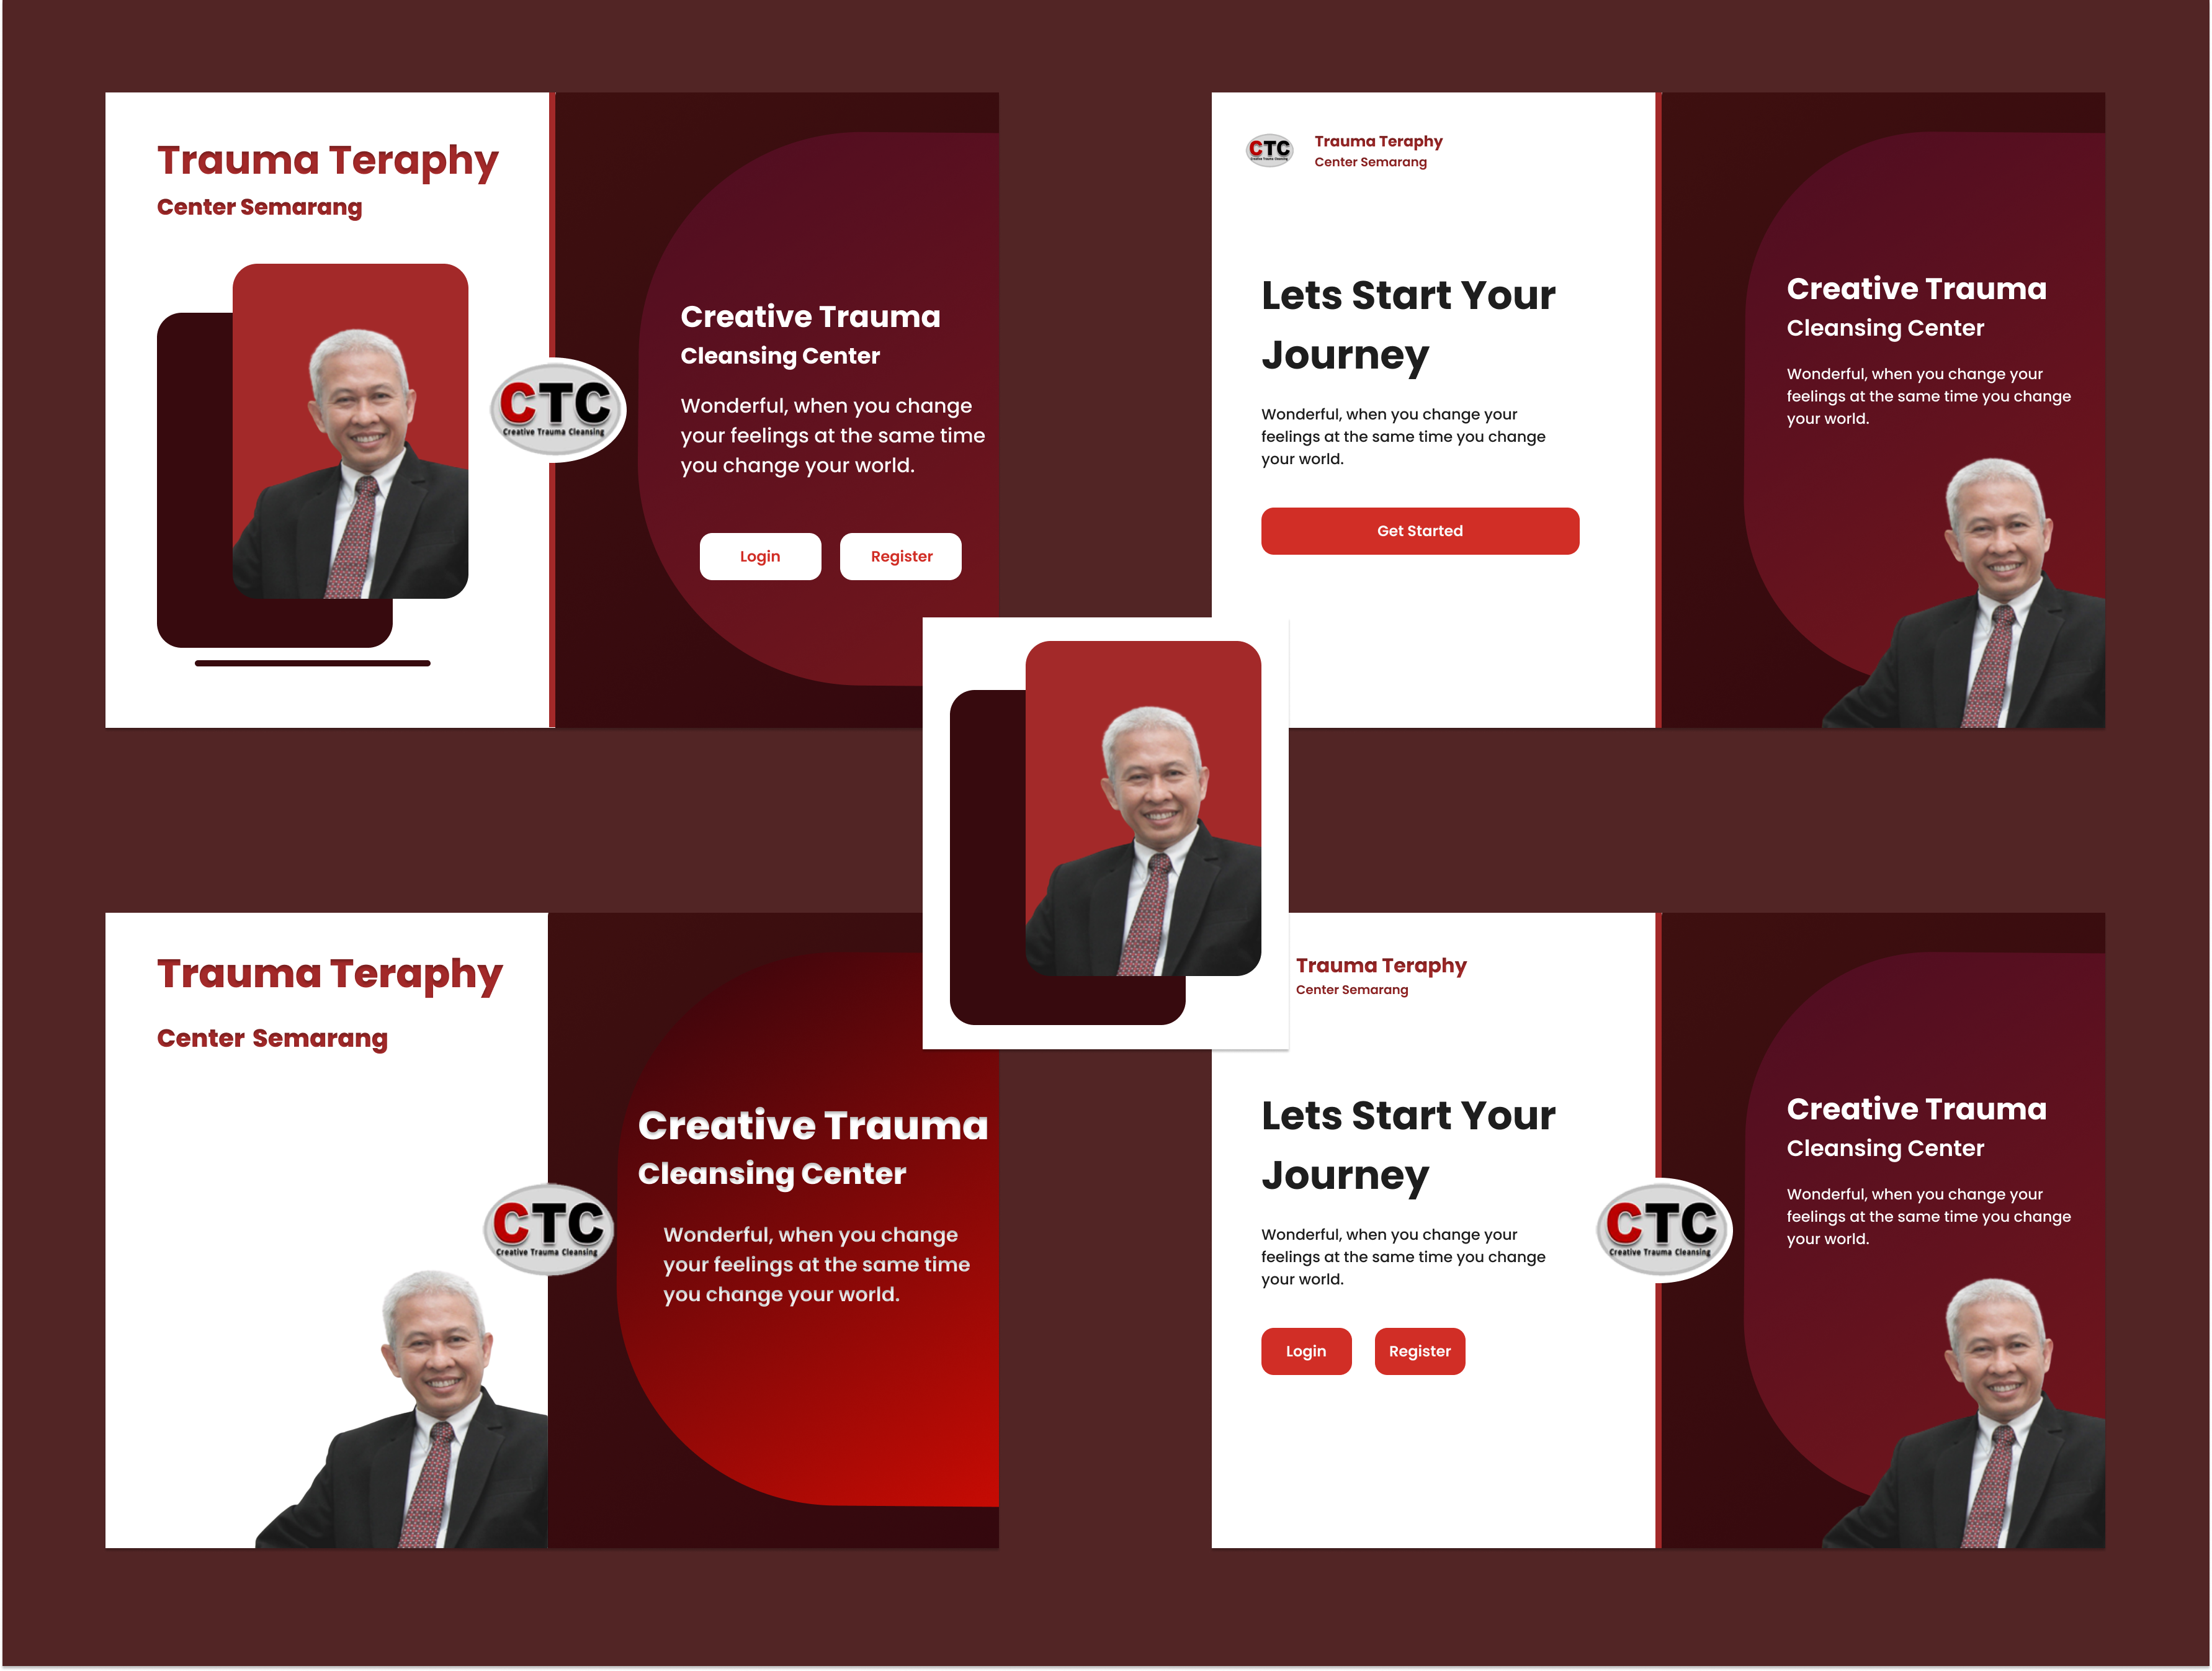 Trauma Teraphy
Center Semarang
CTC
Creative Trauma Cleansing
Creative Trauma
Cleansing Center
Wonderful, when you change
your feelings at the same time
you change your world.
Login
Register
CTC
Creative Trauma Cleansing
Trauma Teraphy
Center Semarang
Lets Start Your
Journey
Wonderful, when you change your
feelings at the same time you change
your world.
Get Started
Creative Trauma
Cleansing Center
Wonderful, when you change your
feelings at the same time you change
your world.
Trauma Teraphy
Center Semarang
CTC
Creative Trauma Cleansing
Creative Trauma
Cleansing Center
Wonderful, when you change
your feelings at the same time
you change your world.
Trauma Teraphy
Center Semarang
Lets Start Your
Journey
Wonderful, when you change your
feelings at the same time you change
your world.
Login
Register
CTC
Creative Trauma Cleansing
Creative Trauma
Cleansing Center
Wonderful, when you change your
feelings at the same time you change
your world.